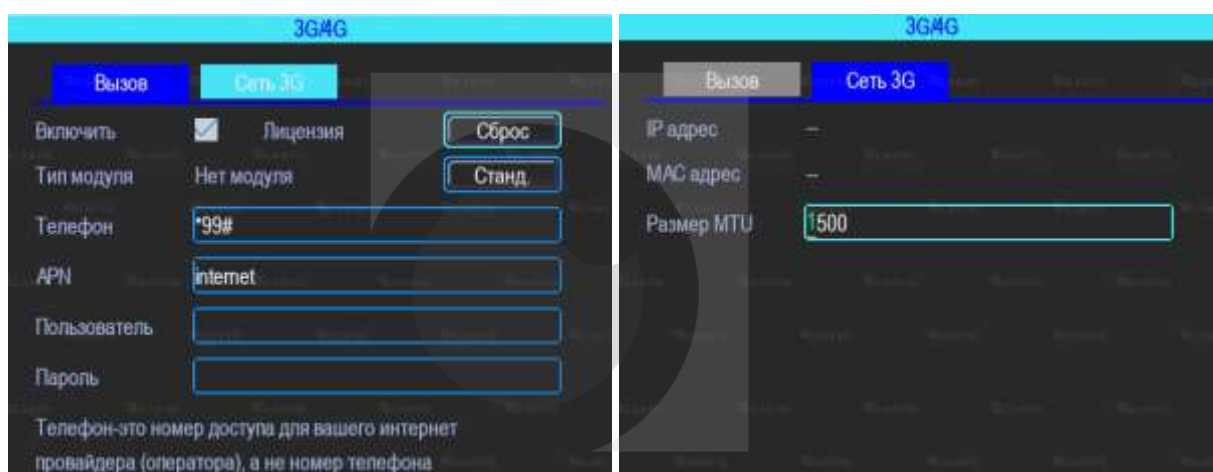 3G/4G
Вызов Сеть 3G
Включить Лицензия Сброс
Тип модуля Нет модуля Станд.
Телефон *99#
APN internet
Пользователь
Пароль
Телефон-это номер доступа для вашего интернет
провайдера (оператора), а не номер телефона
3G/4G
Вызов Сеть 3G
IP адрес --
MAC адрес --
Размер MTU 1500